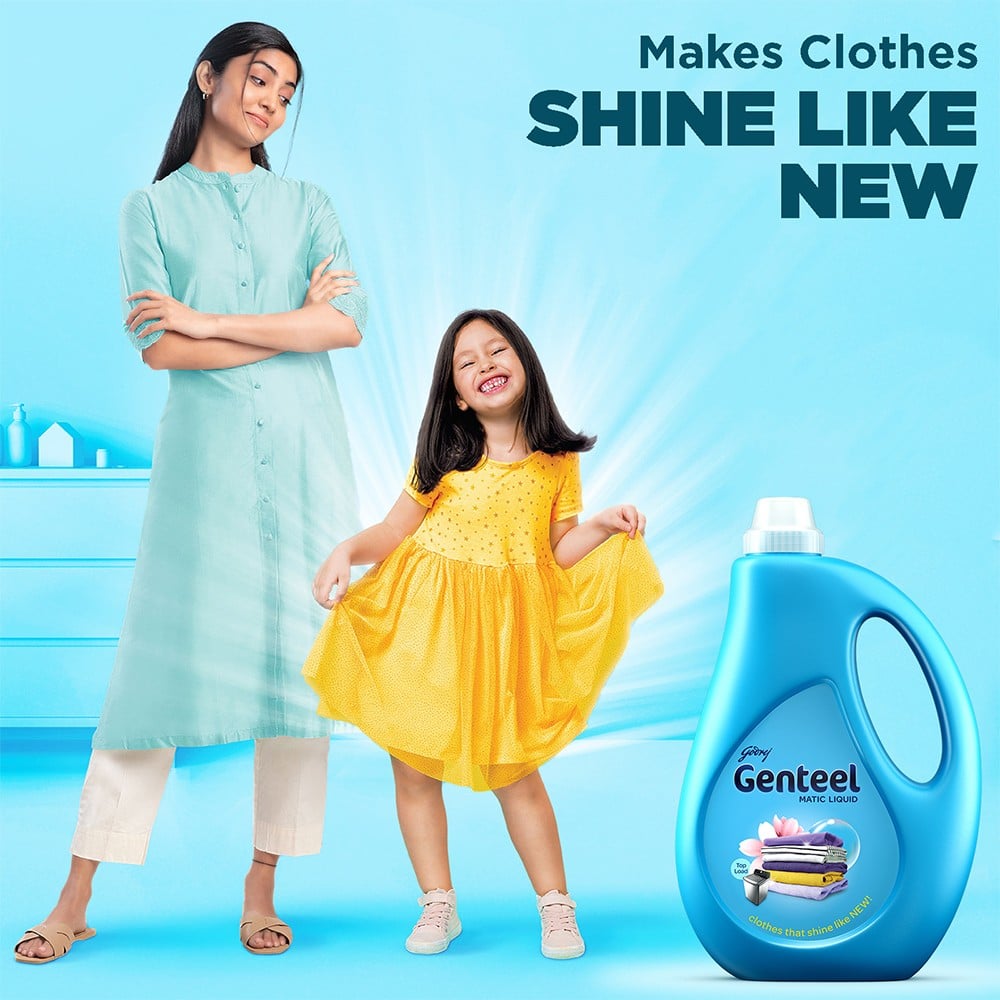 Makes Clothes
SHINE LIKE
NEW
Godrej
Genteel
MATIC LIQUID
Top
Load
clothes that shine like NEW!